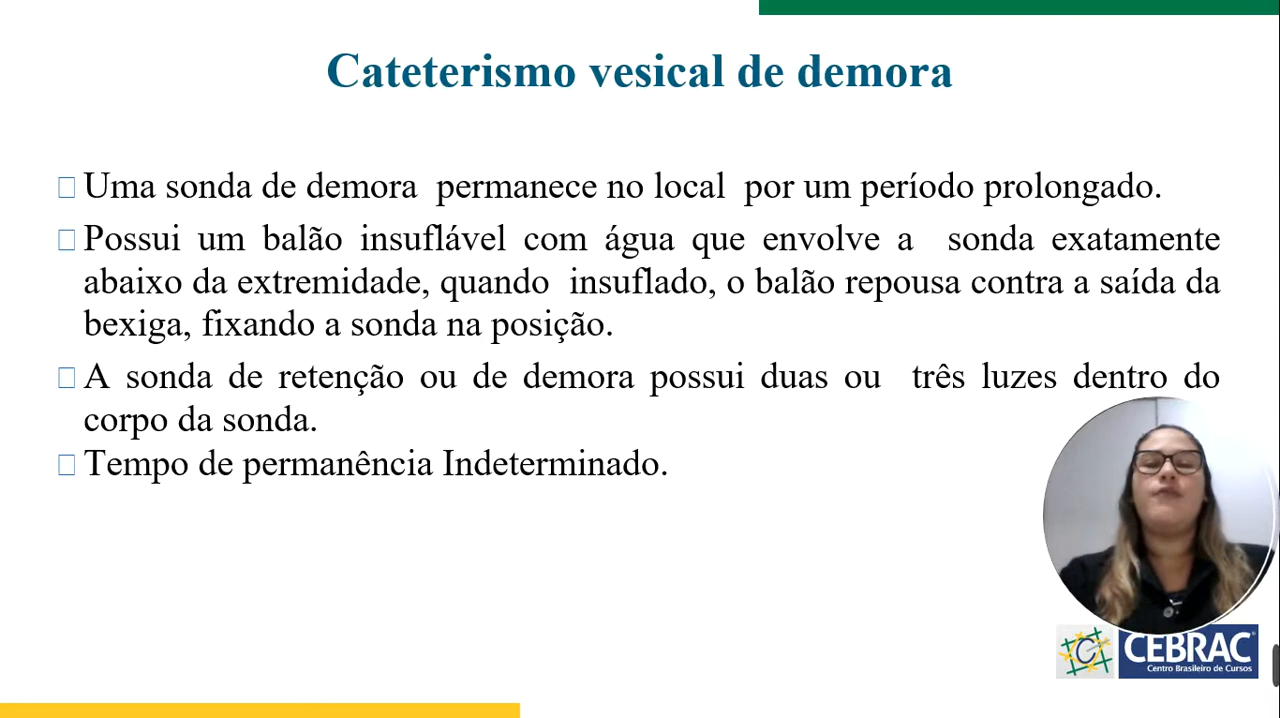 Cateterismo vesical de demora
Uma sonda de demora permanece no local por um período prolongado.
Possui um balão insuflável com água que envolve a sonda exatamente
abaixo da extremidade, quando insuflado, o balão repousa contra a saída da
bexiga, fixando a sonda na posição.
A sonda de retenção ou de demora possui duas ou três luzes dentro do
corpo da sonda.
Tempo de permanência Indeterminado.
CEBRAC
Centro Brasileiro de Cursos